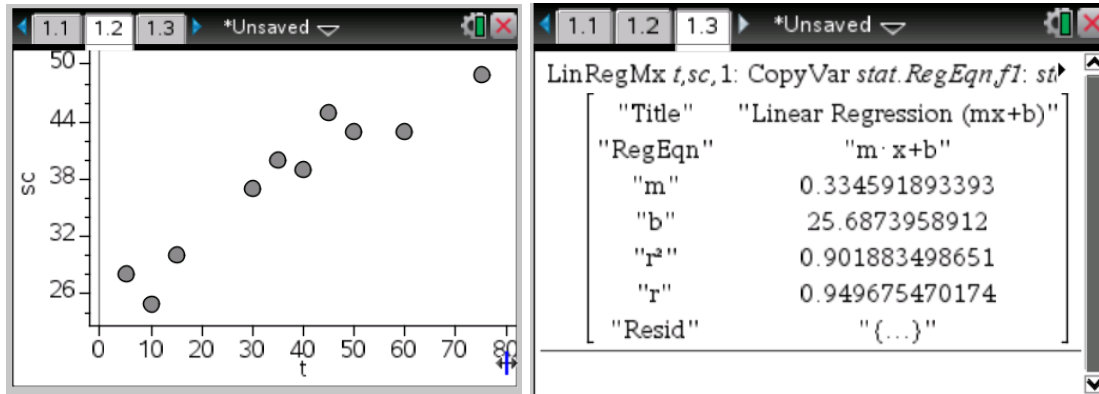 1.1 1.2 1.3 *Unsaved
50
44
38
32
26
sc
0 10 20 30 40 50 60 70 80
t
1.1 1.2 1.3 *Unsaved
LinRegMx t,sc,1: CopyVar stat.RegEqn,f1: st
"Title" "Linear Regression (mx+b)"
"RegEqn" "m·x+b"
"m" 0.334591893393
"b" 25.6873958912
"r²" 0.901883498651
"r" 0.949675470174
"Resid" "{...}"